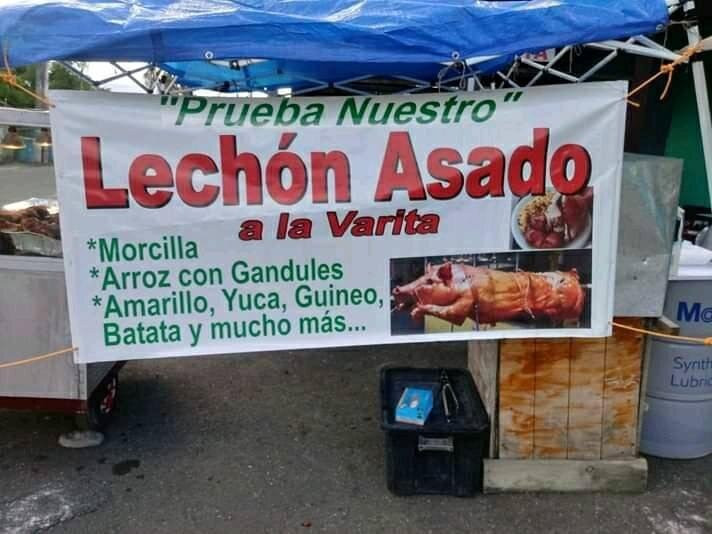 "Prueba Nuestro"
Lechón Asado
a la Varita
*Morcilla
*Arroz con Gandules
*Amarillo, Yuca, Guineo,
Batata y mucho más...